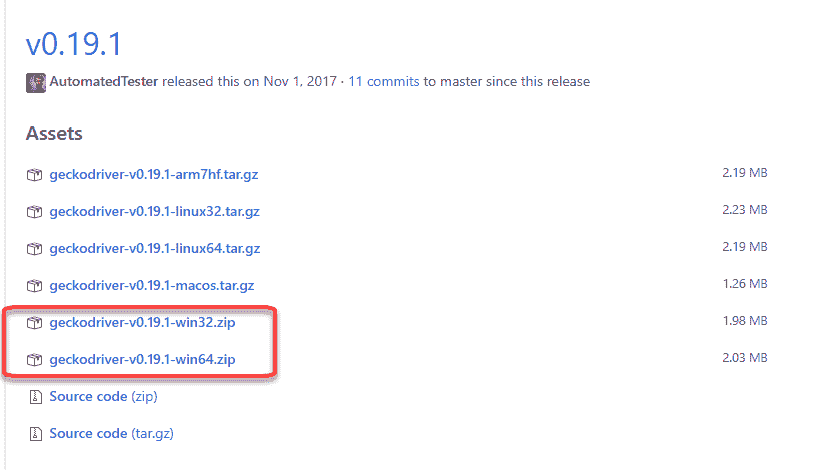 v0.19.1
AutomatedTester released this on Nov 1, 2017 · 11 commits to master since this release
Assets
geckodriver-v0.19.1-arm7hf.tar.gz 2.19 MB
geckodriver-v0.19.1-linux32.tar.gz 2.23 MB
geckodriver-v0.19.1-linux64.tar.gz 2.19 MB
geckodriver-v0.19.1-macos.tar.gz 1.26 MB
geckodriver-v0.19.1-win32.zip 1.98 MB
geckodriver-v0.19.1-win64.zip 2.03 MB
Source code (zip)
Source code (tar.gz)